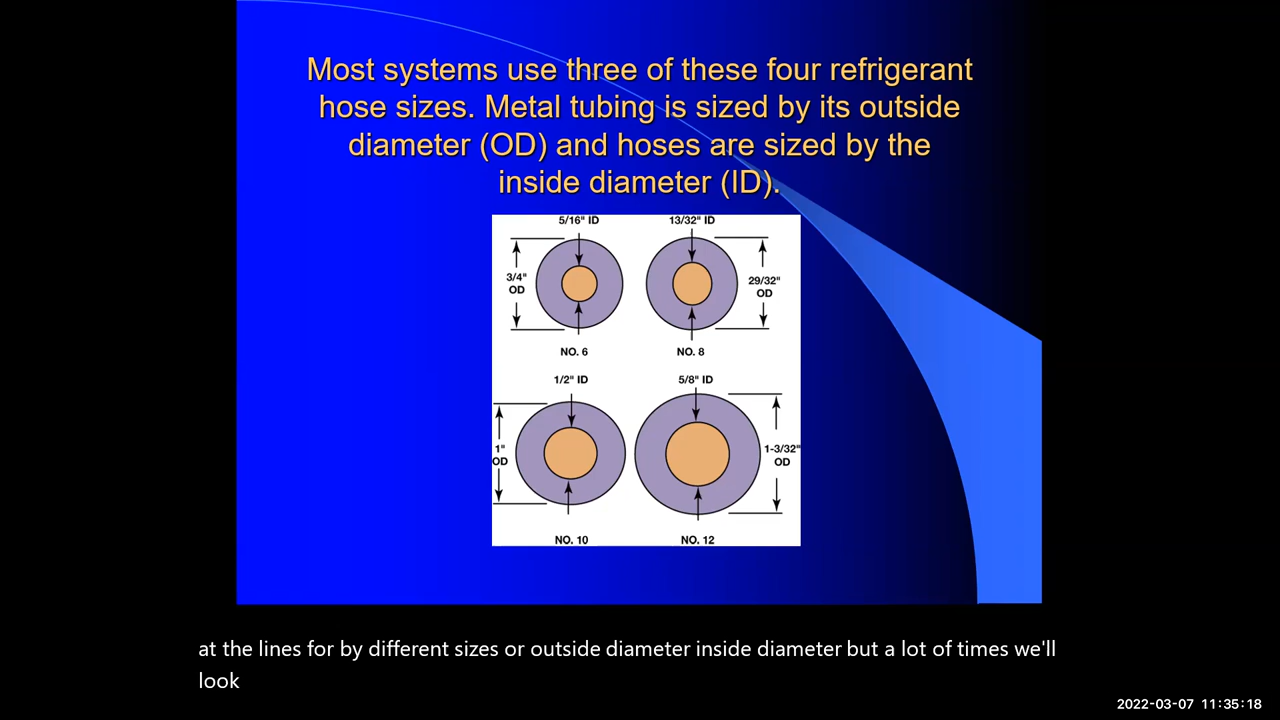 Most systems use three of these four refrigerant
hose sizes. Metal tubing is sized by its outside
diameter (OD) and hoses are sized by the
inside diameter (ID).
5/16" ID
13/32" ID
3/4"
OD
29/32"
OD
NO. 6
NO. 8
1/2" ID
5/8" ID
1"
OD
1-3/32"
OD
NO. 10
NO. 12
at the lines for by different sizes or outside diameter inside diameter but a lot of times we'll
look
2022-03-07 11:35:18